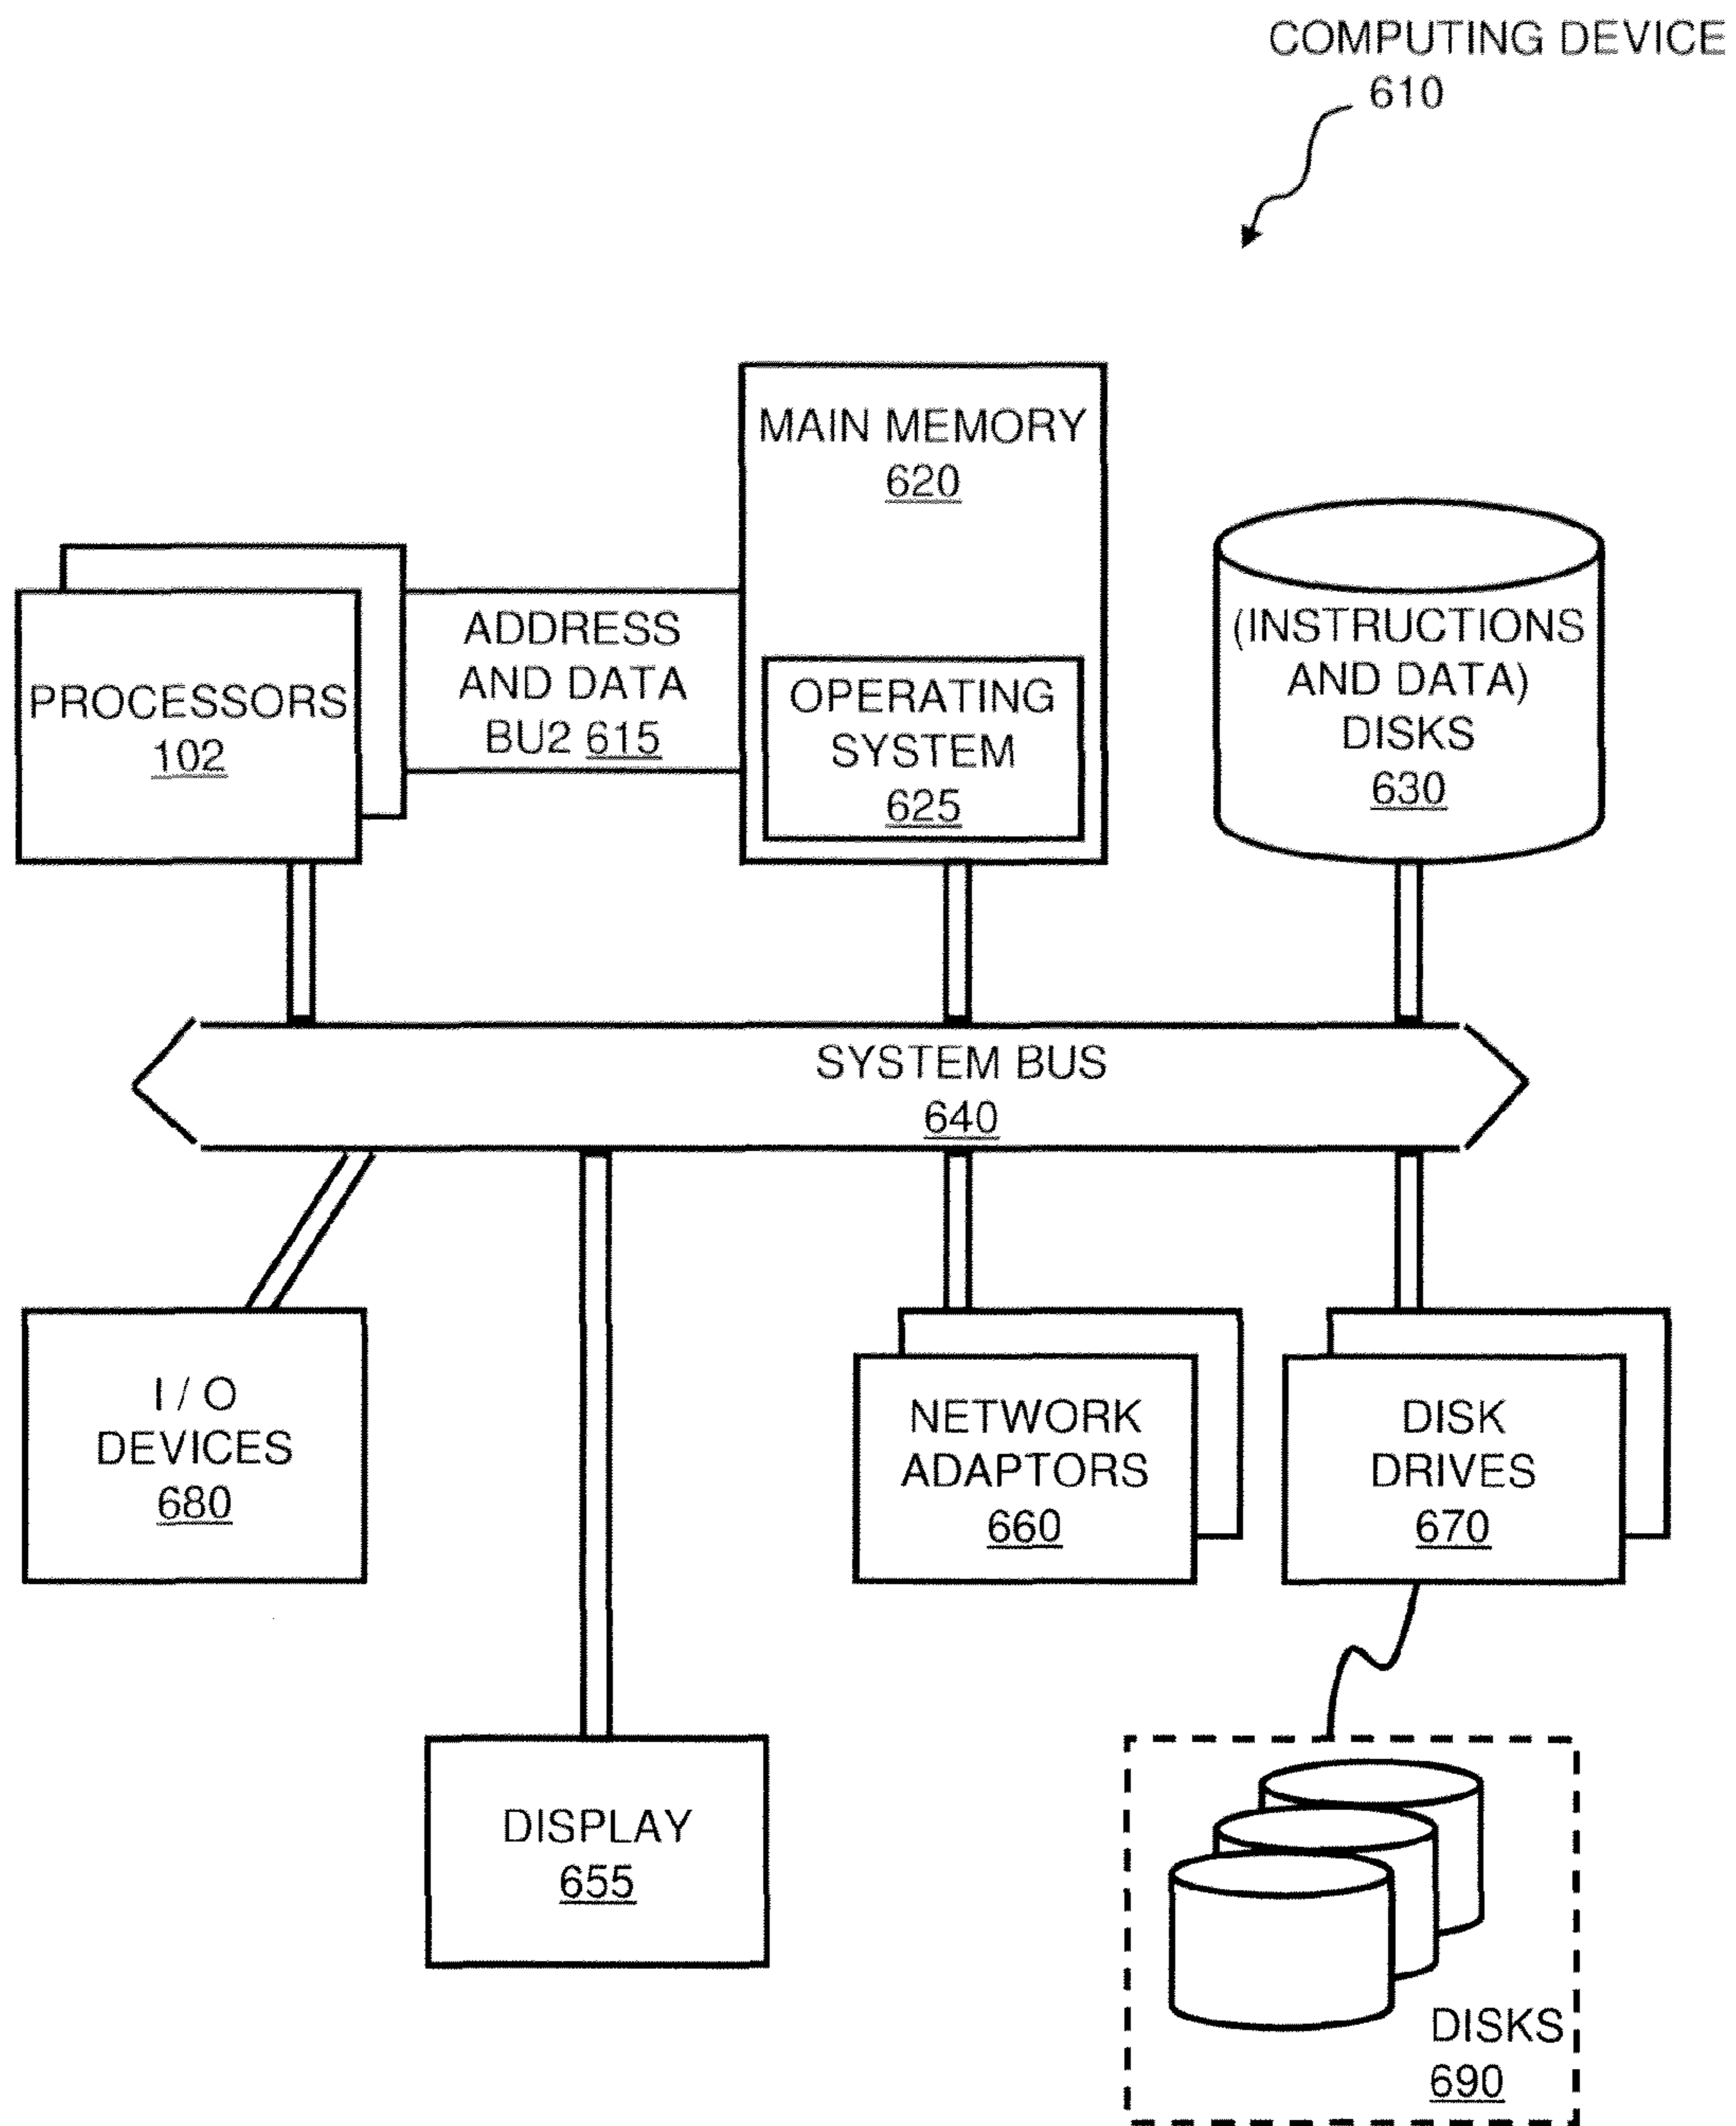 COMPUTING DEVICE
610
MAIN MEMORY
620
ADDRESS
AND DATA
BU2 615
PROCESSORS
102
OPERATING
SYSTEM
625
(INSTRUCTIONS
AND DATA)
DISKS
630
SYSTEM BUS
640
I / O
DEVICES
680
NETWORK
ADAPTORS
660
DISK
DRIVES
670
DISPLAY
655
DISKS
690